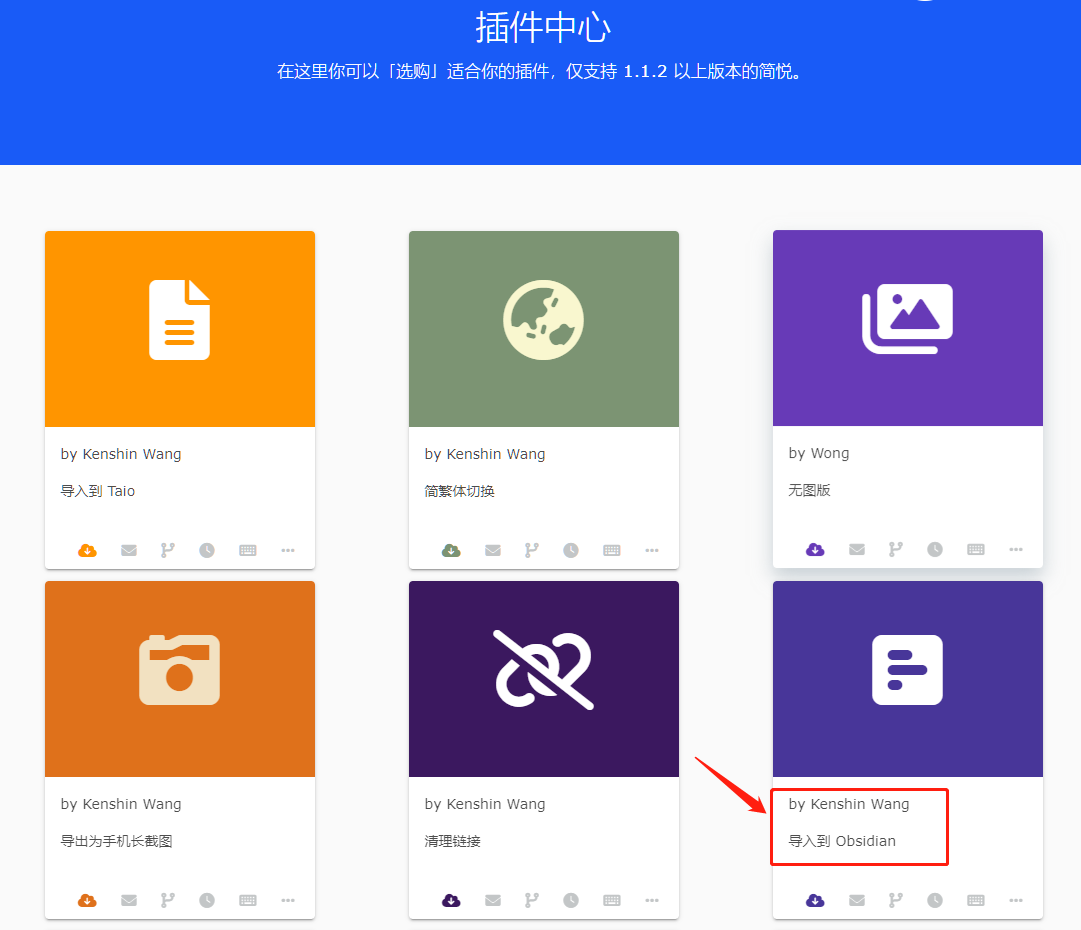 插件中心
在这里你可以「选购」适合你的插件，仅支持 1.1.2 以上版本的简悦。
by Kenshin Wang
导入到 Taio
by Kenshin Wang
简繁体切换
by Wong
无图版
by Kenshin Wang
导出为手机长截图
by Kenshin Wang
清理链接
by Kenshin Wang
导入到 Obsidian